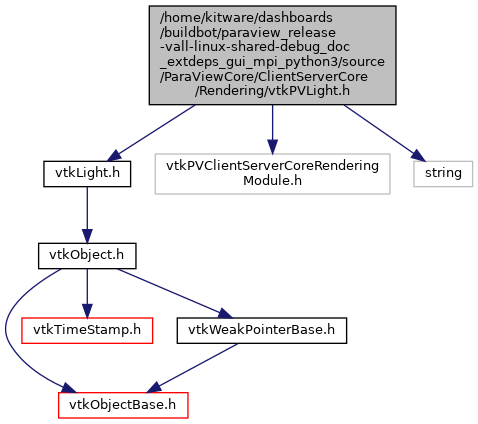 /home/kitware/dashboards
/buildbot/paraview_release
-vall-linux-shared-debug_doc
_extdeps_gui_mpi_python3/source
/ParaViewCore/ClientServerCore
/Rendering/vtkPVLight.h
vtkLight.h
vtkPVClientServerCoreRendering
Module.h
string
vtkObject.h
vtkTimeStamp.h
vtkWeakPointerBase.h
vtkObjectBase.h